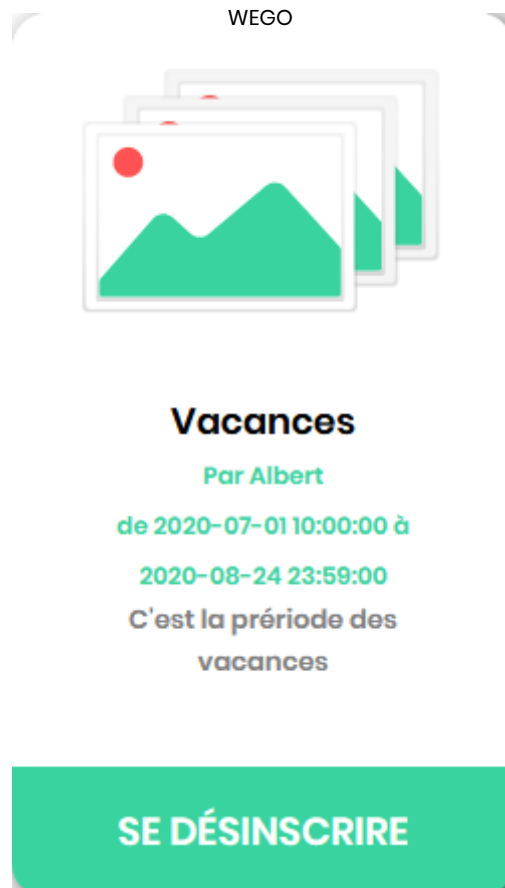 WEGO
Vacances
Par Albert
de 2020-07-01 10:00:00 à
2020-08-24 23:59:00
C'est la prériode des
vacances
SE DÉSINSCRIRE